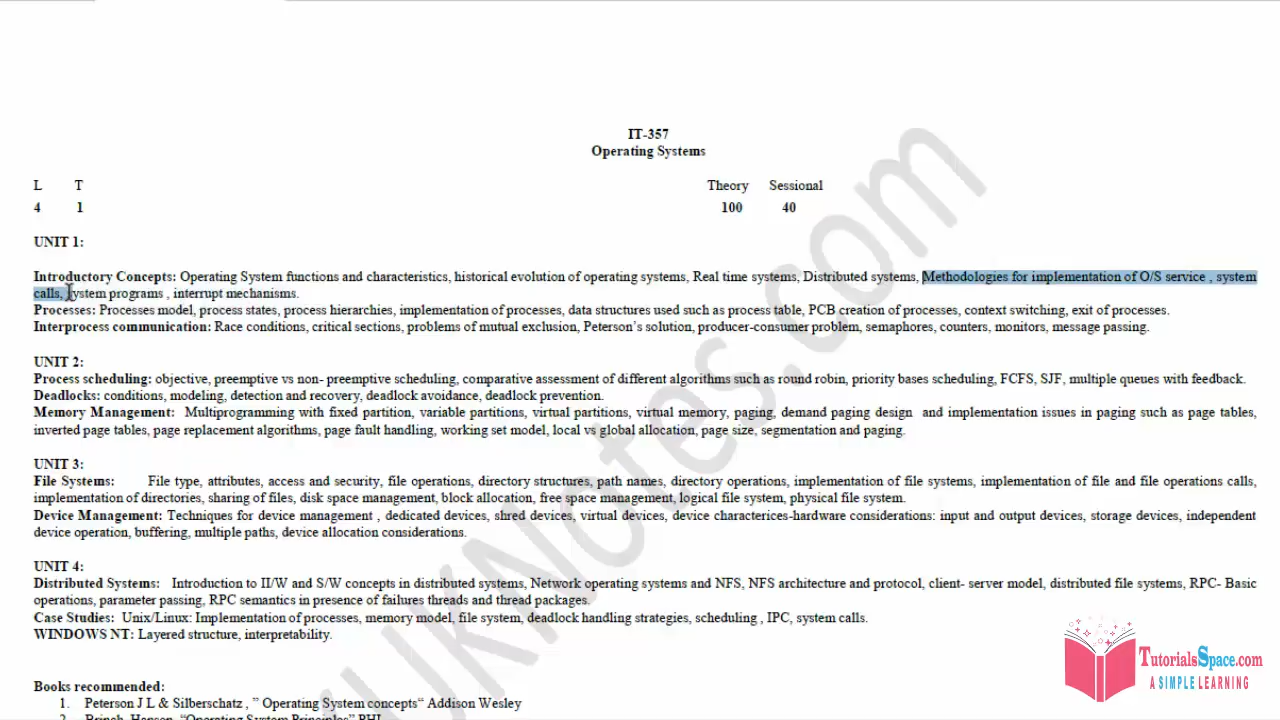 IT-357
Operating Systems
L T Theory Sessional
4 1 100 40
UNIT 1:
Introductory Concepts: Operating System functions and characteristics, historical evolution of operating systems, Real time systems, Distributed systems, Methodologies for implementation of O/S service , system
calls, system programs , interrupt mechanisms.
Processes: Processes model, process states, process hierarchies, implementation of processes, data structures used such as process table, PCB creation of processes, context switching, exit of processes.
Interprocess communication: Race conditions, critical sections, problems of mutual exclusion, Peterson's solution, producer-consumer problem, semaphores, counters, monitors, message passing.
UNIT 2:
Process scheduling: objective, preemptive vs non- preemptive scheduling, comparative assessment of different algorithms such as round robin, priority bases scheduling, FCFS, SJF, multiple queues with feedback.
Deadlocks: conditions, modeling, detection and recovery, deadlock avoidance, deadlock prevention.
Memory Management: Multiprogramming with fixed partition, variable partitions, virtual partitions, virtual memory, paging, demand paging design and implementation issues in paging such as page tables,
inverted page tables, page replacement algorithms, page fault handling, working set model, local vs global allocation, page size, segmentation and paging.
UNIT 3:
File Systems: File type, attributes, access and security, file operations, directory structures, path names, directory operations, implementation of file systems, implementation of file and file operations calls,
implementation of directories, sharing of files, disk space management, block allocation, free space management, logical file system, physical file system.
Device Management: Techniques for device management , dedicated devices, shred devices, virtual devices, device characterices-hardware considerations: input and output devices, storage devices, independent
device operation, buffering, multiple paths, device allocation considerations.
UNIT 4:
Distributed Systems: Introduction to II/W and S/W concepts in distributed systems, Network operating systems and NFS, NFS architecture and protocol, client- server model, distributed file systems, RPC- Basic
operations, parameter passing, RPC semantics in presence of failures threads and thread packages.
Case Studies: Unix/Linux: Implementation of processes, memory model, file system, deadlock handling strategies, scheduling , IPC, system calls.
WINDOWS NT: Layered structure, interpretability.
Books recommended:
1. Peterson J L & Silberschatz , " Operating System concepts" Addison Wesley
2. Brinch, Hansen, "Operating System Principles" PHI
UKNotes.com
TutorialsSpace.com
A SIMPLE LEARNING